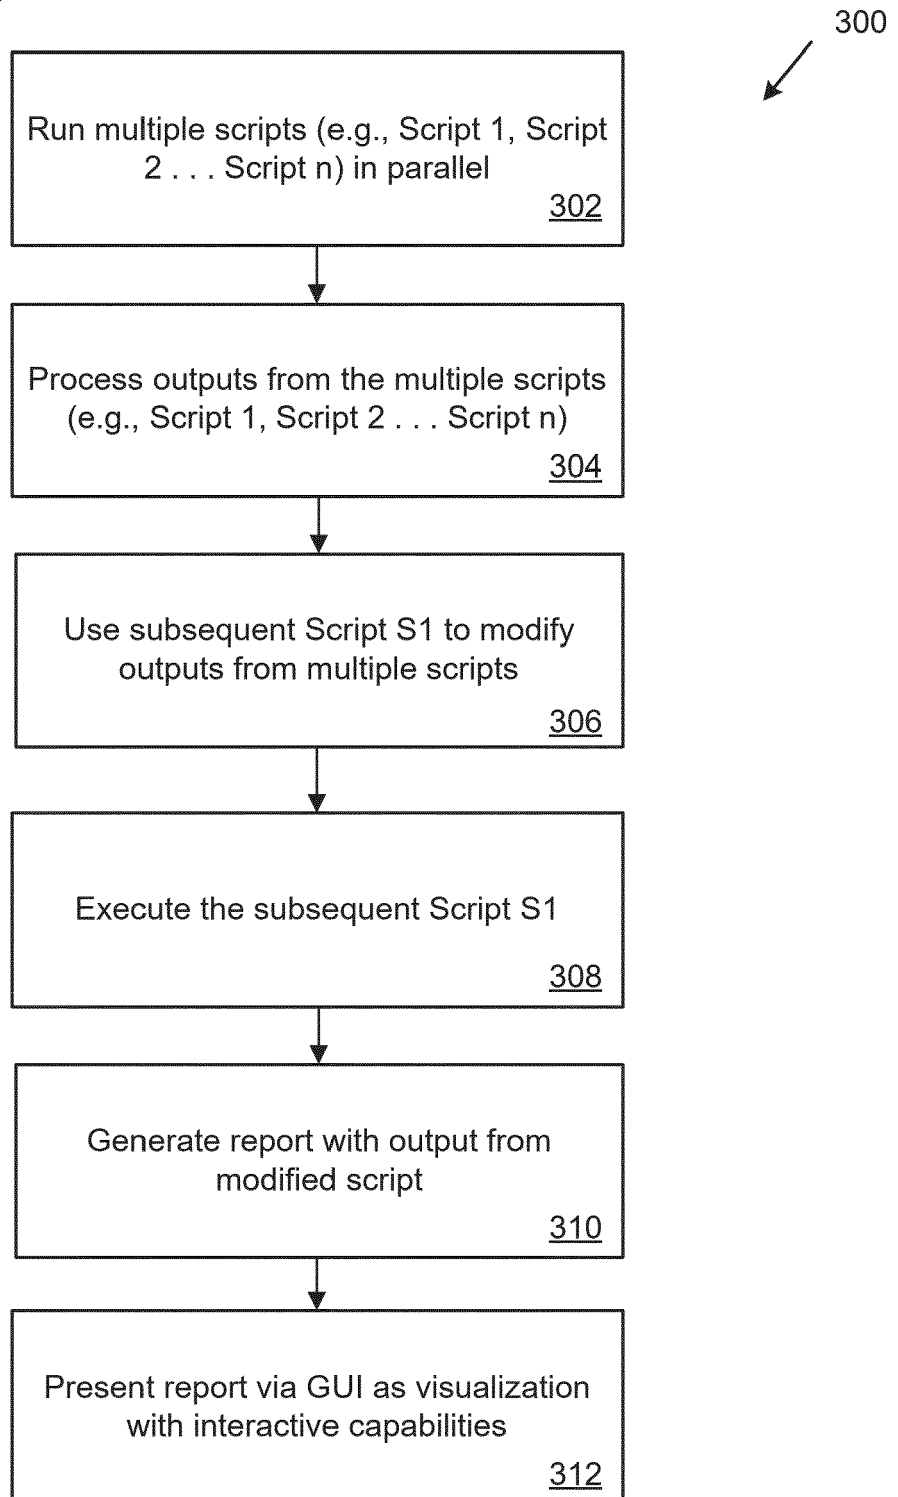 300
Run multiple scripts (e.g., Script 1, Script
2 . . . Script n) in parallel
302
Process outputs from the multiple scripts
(e.g., Script 1, Script 2 . . . Script n)
304
Use subsequent Script S1 to modify
outputs from multiple scripts
306
Execute the subsequent Script S1
308
Generate report with output from
modified script
310
Present report via GUI as visualization
with interactive capabilities
312